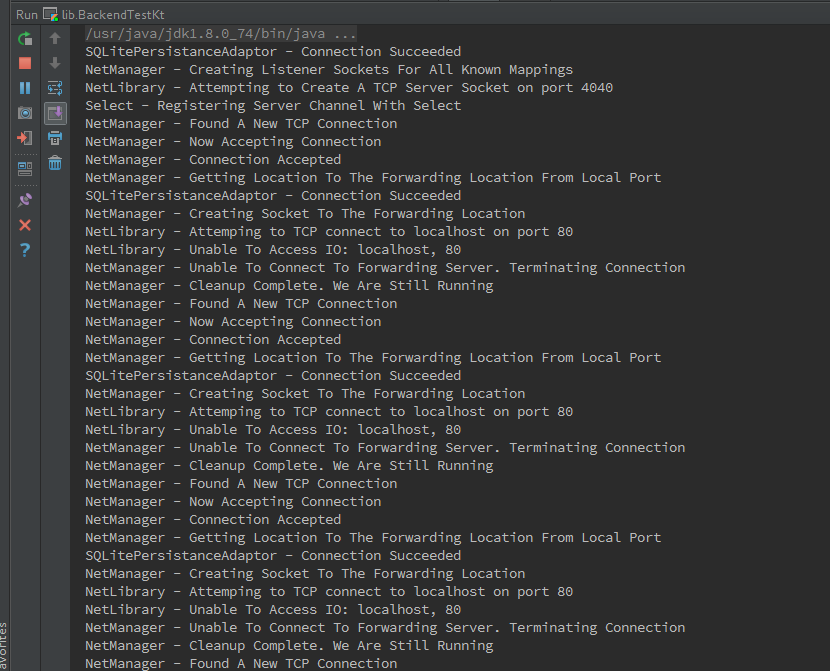 Run lib.BackendTestKt
/usr/java/jdk1.8.0_74/bin/java ...
SQLitePersistanceAdaptor - Connection Succeeded
NetManager - Creating Listener Sockets For All Known Mappings
NetLibrary - Attempting to Create A TCP Server Socket on port 4040
Select - Registering Server Channel With Select
NetManager - Found A New TCP Connection
NetManager - Now Accepting Connection
NetManager - Connection Accepted
NetManager - Getting Location To The Forwarding Location From Local Port
SQLitePersistanceAdaptor - Connection Succeeded
NetManager - Creating Socket To The Forwarding Location
NetLibrary - Attemping to TCP connect to localhost on port 80
NetLibrary - Unable To Access IO: localhost, 80
NetManager - Unable To Connect To Forwarding Server. Terminating Connection
NetManager - Cleanup Complete. We Are Still Running
NetManager - Found A New TCP Connection
NetManager - Now Accepting Connection
NetManager - Connection Accepted
NetManager - Getting Location To The Forwarding Location From Local Port
SQLitePersistanceAdaptor - Connection Succeeded
NetManager - Creating Socket To The Forwarding Location
NetLibrary - Attemping to TCP connect to localhost on port 80
NetLibrary - Unable To Access IO: localhost, 80
NetManager - Unable To Connect To Forwarding Server. Terminating Connection
NetManager - Cleanup Complete. We Are Still Running
NetManager - Found A New TCP Connection
NetManager - Now Accepting Connection
NetManager - Connection Accepted
NetManager - Getting Location To The Forwarding Location From Local Port
SQLitePersistanceAdaptor - Connection Succeeded
NetManager - Creating Socket To The Forwarding Location
NetLibrary - Attemping to TCP connect to localhost on port 80
NetLibrary - Unable To Access IO: localhost, 80
NetManager - Unable To Connect To Forwarding Server. Terminating Connection
NetManager - Cleanup Complete. We Are Still Running
NetManager - Found A New TCP Connection
avorites